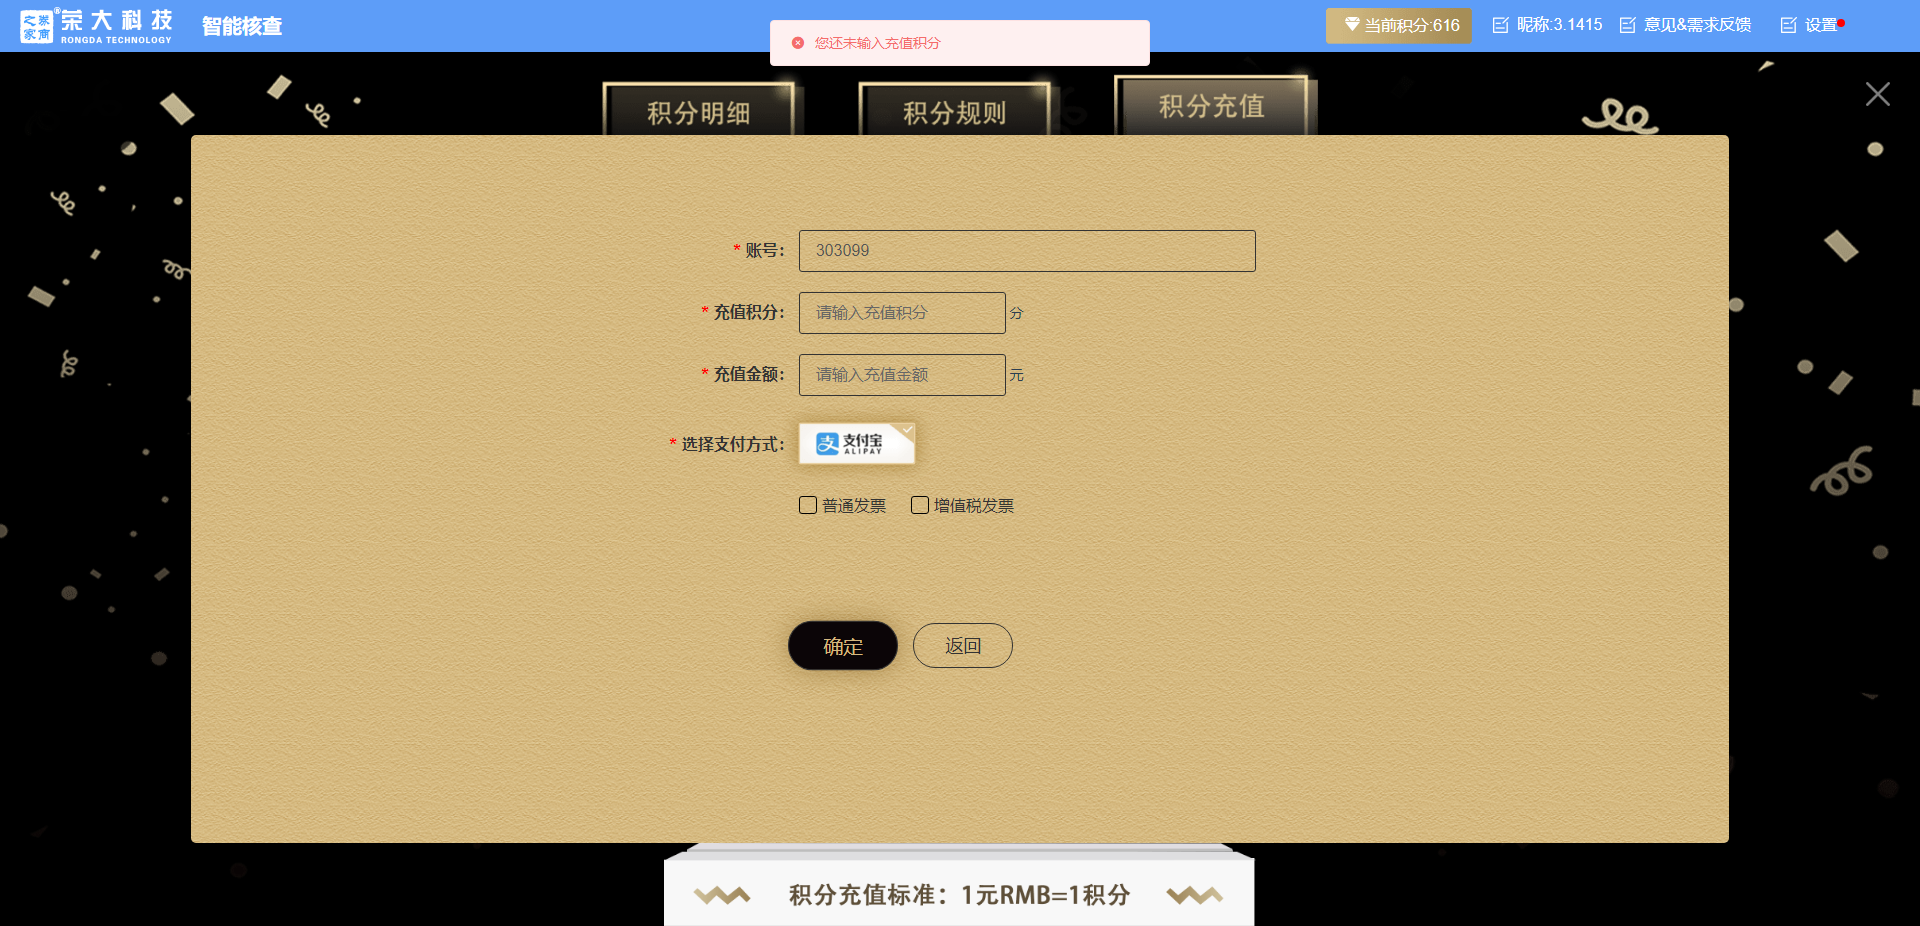 荣大科技
RONGDA TECHNOLOGY
智能核查
您还未输入充值积分
当前积分:616
昵称:3.1415
意见&需求反馈
设置
积分明细
积分规则
积分充值
* 账号：
303099
* 充值积分：
请输入充值积分
分
* 充值金额：
请输入充值金额
元
* 选择支付方式：
支付宝
ALIPAY
普通发票
增值税发票
确定
返回
积分充值标准：1元RMB=1积分